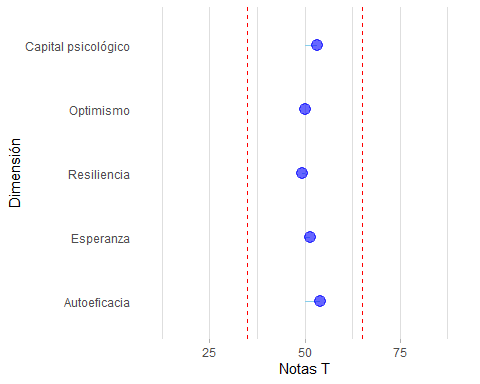 Capital psicológico
Optimismo
Resiliencia
Esperanza
Autoeficacia
Dimensión
25 50 75
Notas T